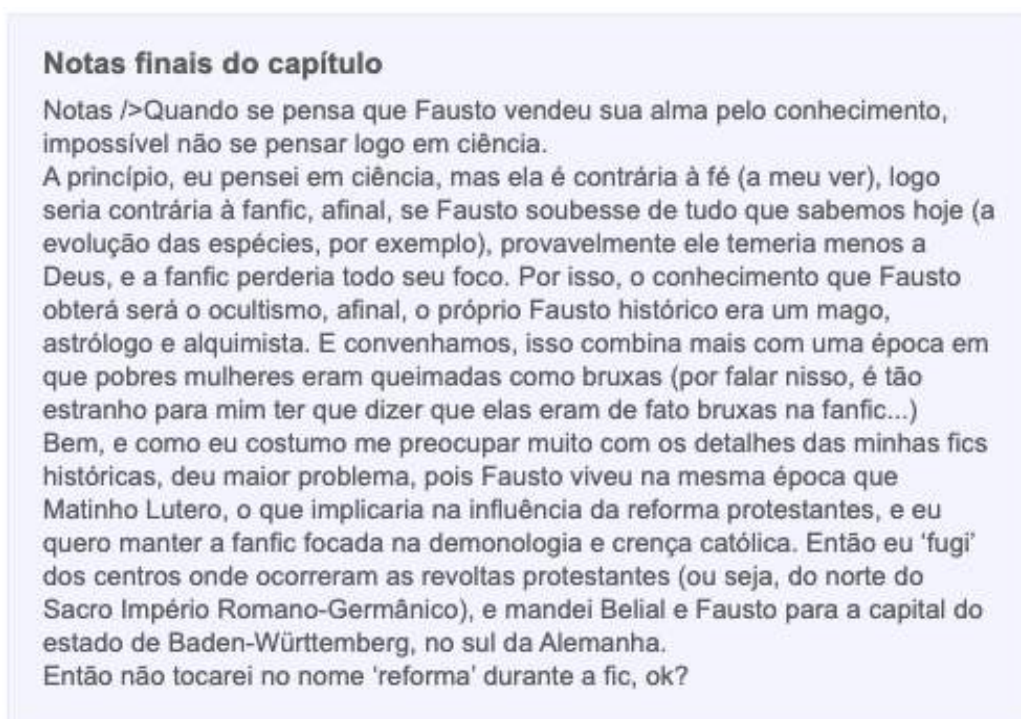 Notas finais do capítulo
Notas />Quando se pensa que Fausto vendeu sua alma pelo conhecimento,
impossível não se pensar logo em ciência.
A princípio, eu pensei em ciência, mas ela é contrária à fé (a meu ver), logo
seria contrária à fanfic, afinal, se Fausto soubesse de tudo que sabemos hoje (a
evolução das espécies, por exemplo), provavelmente ele temeria menos a
Deus, e a fanfic perderia todo seu foco. Por isso, o conhecimento que Fausto
obterá será o ocultismo, afinal, o próprio Fausto histórico era um mago,
astrólogo e alquimista. E convenhamos, isso combina mais com uma época em
que pobres mulheres eram queimadas como bruxas (por falar nisso, é tão
estranho para mim ter que dizer que elas eram de fato bruxas na fanfic...)
Bem, e como eu costumo me preocupar muito com os detalhes das minhas fics
históricas, deu maior problema, pois Fausto viveu na mesma época que
Matinho Lutero, o que implicaria na influência da reforma protestantes, e eu
quero manter a fanfic focada na demonologia e crença católica. Então eu 'fugi'
dos centros onde ocorreram as revoltas protestantes (ou seja, do norte do
Sacro Império Romano-Germânico), e mandei Belial e Fausto para a capital do
estado de Baden-Württemberg, no sul da Alemanha.
Então não tocarei no nome 'reforma' durante a fic, ok?